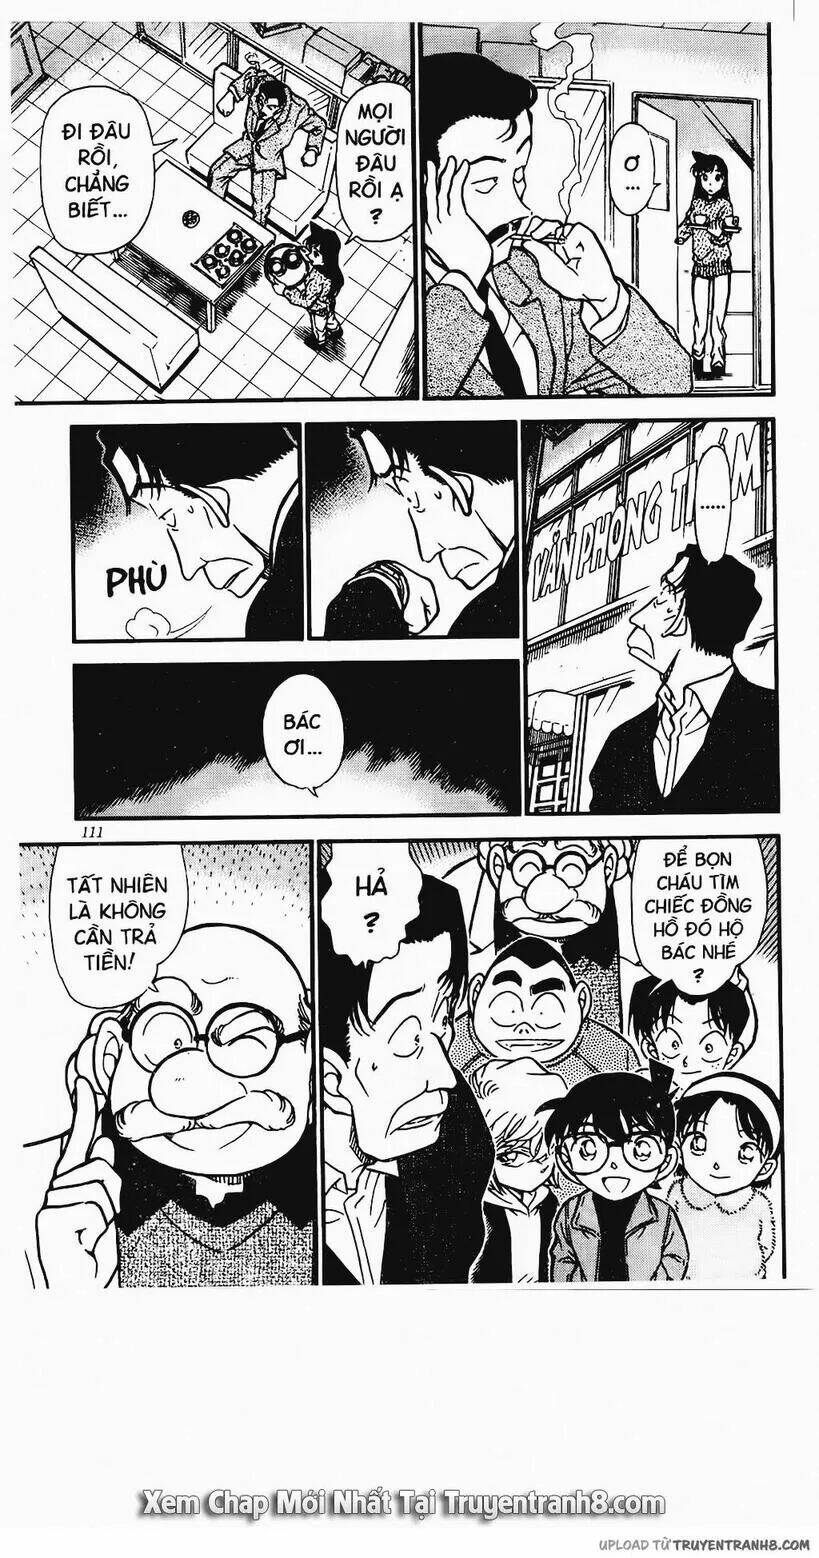 Ơ
...
MỌI
NGƯỜI
ĐÂU
RỒI Ạ
?
ĐI ĐÂU
RỒI,
CHẲNG
BIẾT...
......
VĂN PHÒNG T ÁM
PHÙ
BÁC
ƠI...
111
ĐỂ BỌN
CHÁU TÌM
CHIẾC ĐỒNG
HỒ ĐÓ HỘ
BÁC NHÉ
?
HẢ
?
TẤT NHIÊN
LÀ KHÔNG
CẦN TRẢ
TIỀN!
Xem Chap Mới Nhất Tại Truyentranh8.com
UPLOAD TỪ TRUYENTRANH8.COM